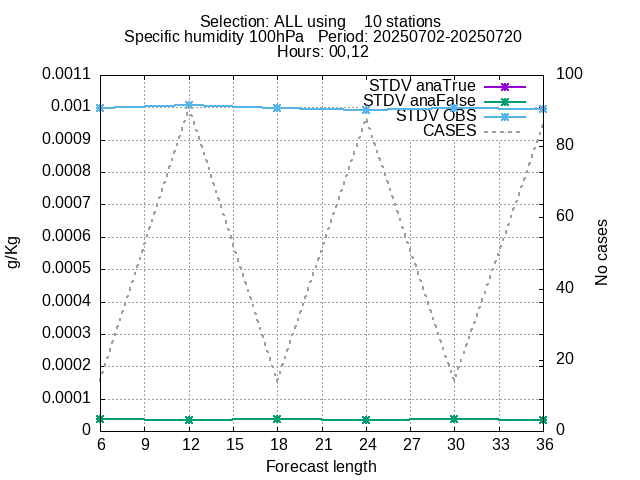 Selection: ALL using    10 stations
Specific humidity 100hPa   Period: 20250702-20250720
Hours: 00,12
0.0011
0.001
0.0009
0.0008
0.0007
0.0006
0.0005
0.0004
0.0003
0.0002
0.0001
0
g/Kg
STDV anaTrue
STDV anaFalse
STDV OBS
CASES
100
80
60
40
20
0
No cases
6 9 12 15 18 21 24 27 30 33 36
Forecast length